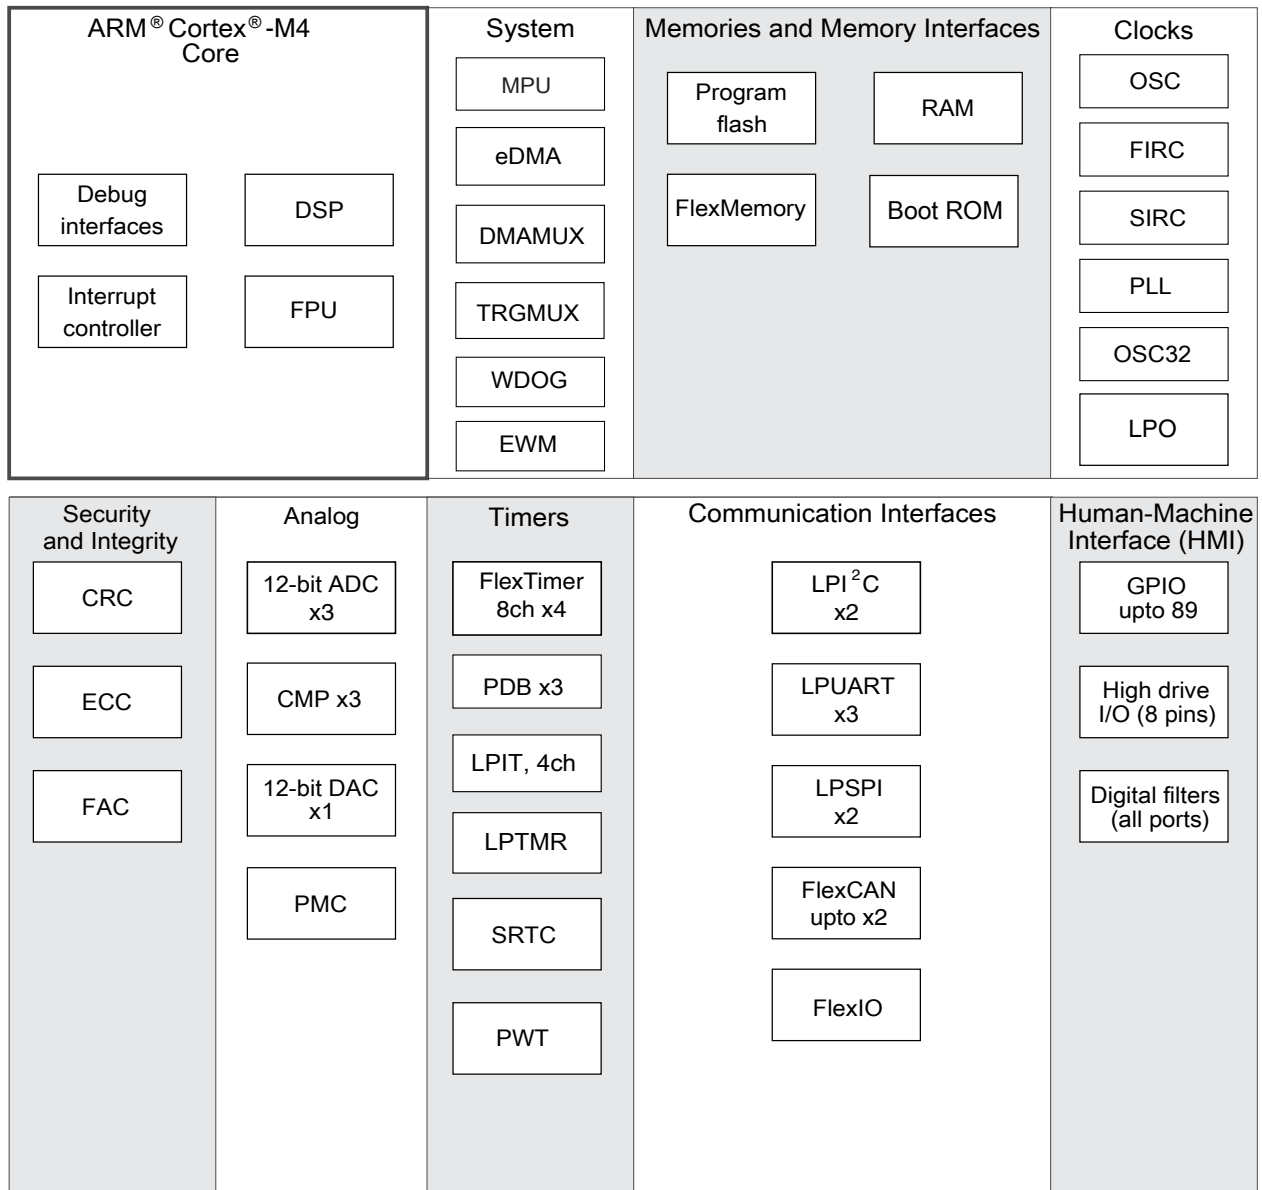 ARM® Cortex®-M4
Core
Debug
interfaces
DSP
Interrupt
controller
FPU
System
MPU
eDMA
DMAMUX
TRGMUX
WDOG
EWM
Memories and Memory Interfaces
Program
flash
RAM
FlexMemory
Boot ROM
Clocks
OSC
FIRC
SIRC
PLL
OSC32
LPO
Security
and Integrity
CRC
ECC
FAC
Analog
12-bit ADC
x3
CMP x3
12-bit DAC
x1
PMC
Timers
FlexTimer
8ch x4
PDB x3
LPIT, 4ch
LPTMR
SRTC
PWT
Communication Interfaces
LPI²C
x2
LPUART
x3
LPSPI
x2
FlexCAN
upto x2
FlexIO
Human-Machine
Interface (HMI)
GPIO
upto 89
High drive
I/O (8 pins)
Digital filters
(all ports)